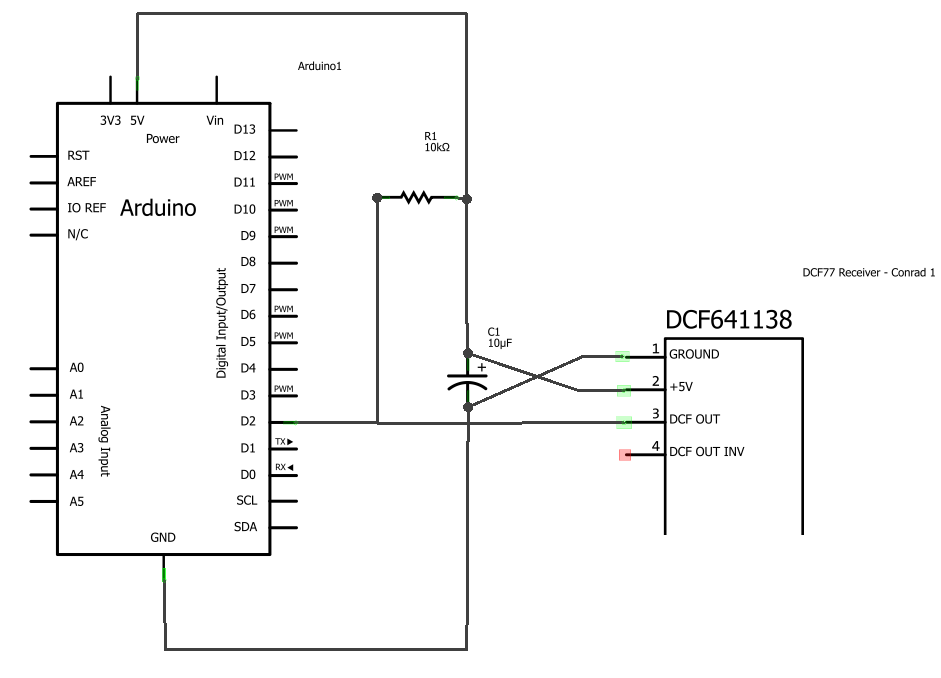 Arduino1
3V3 5V Vin
Power
D13
RST
D12
AREF
D11 PWM
IO REF
Arduino
D10 PWM
N/C
D9 PWM
D8
D7
D6 PWM
D5 PWM
D4
D3 PWM
D2
D1 TX▶
D0 RX◀
SCL
SDA
Digital Input/Output
A0
A1
A2
A3
A4
A5
Analog Input
GND
R1
10kΩ
C1
10µF
+
DCF77 Receiver - Conrad 1
DCF641138
1 GROUND
2 +5V
3 DCF OUT
4 DCF OUT INV